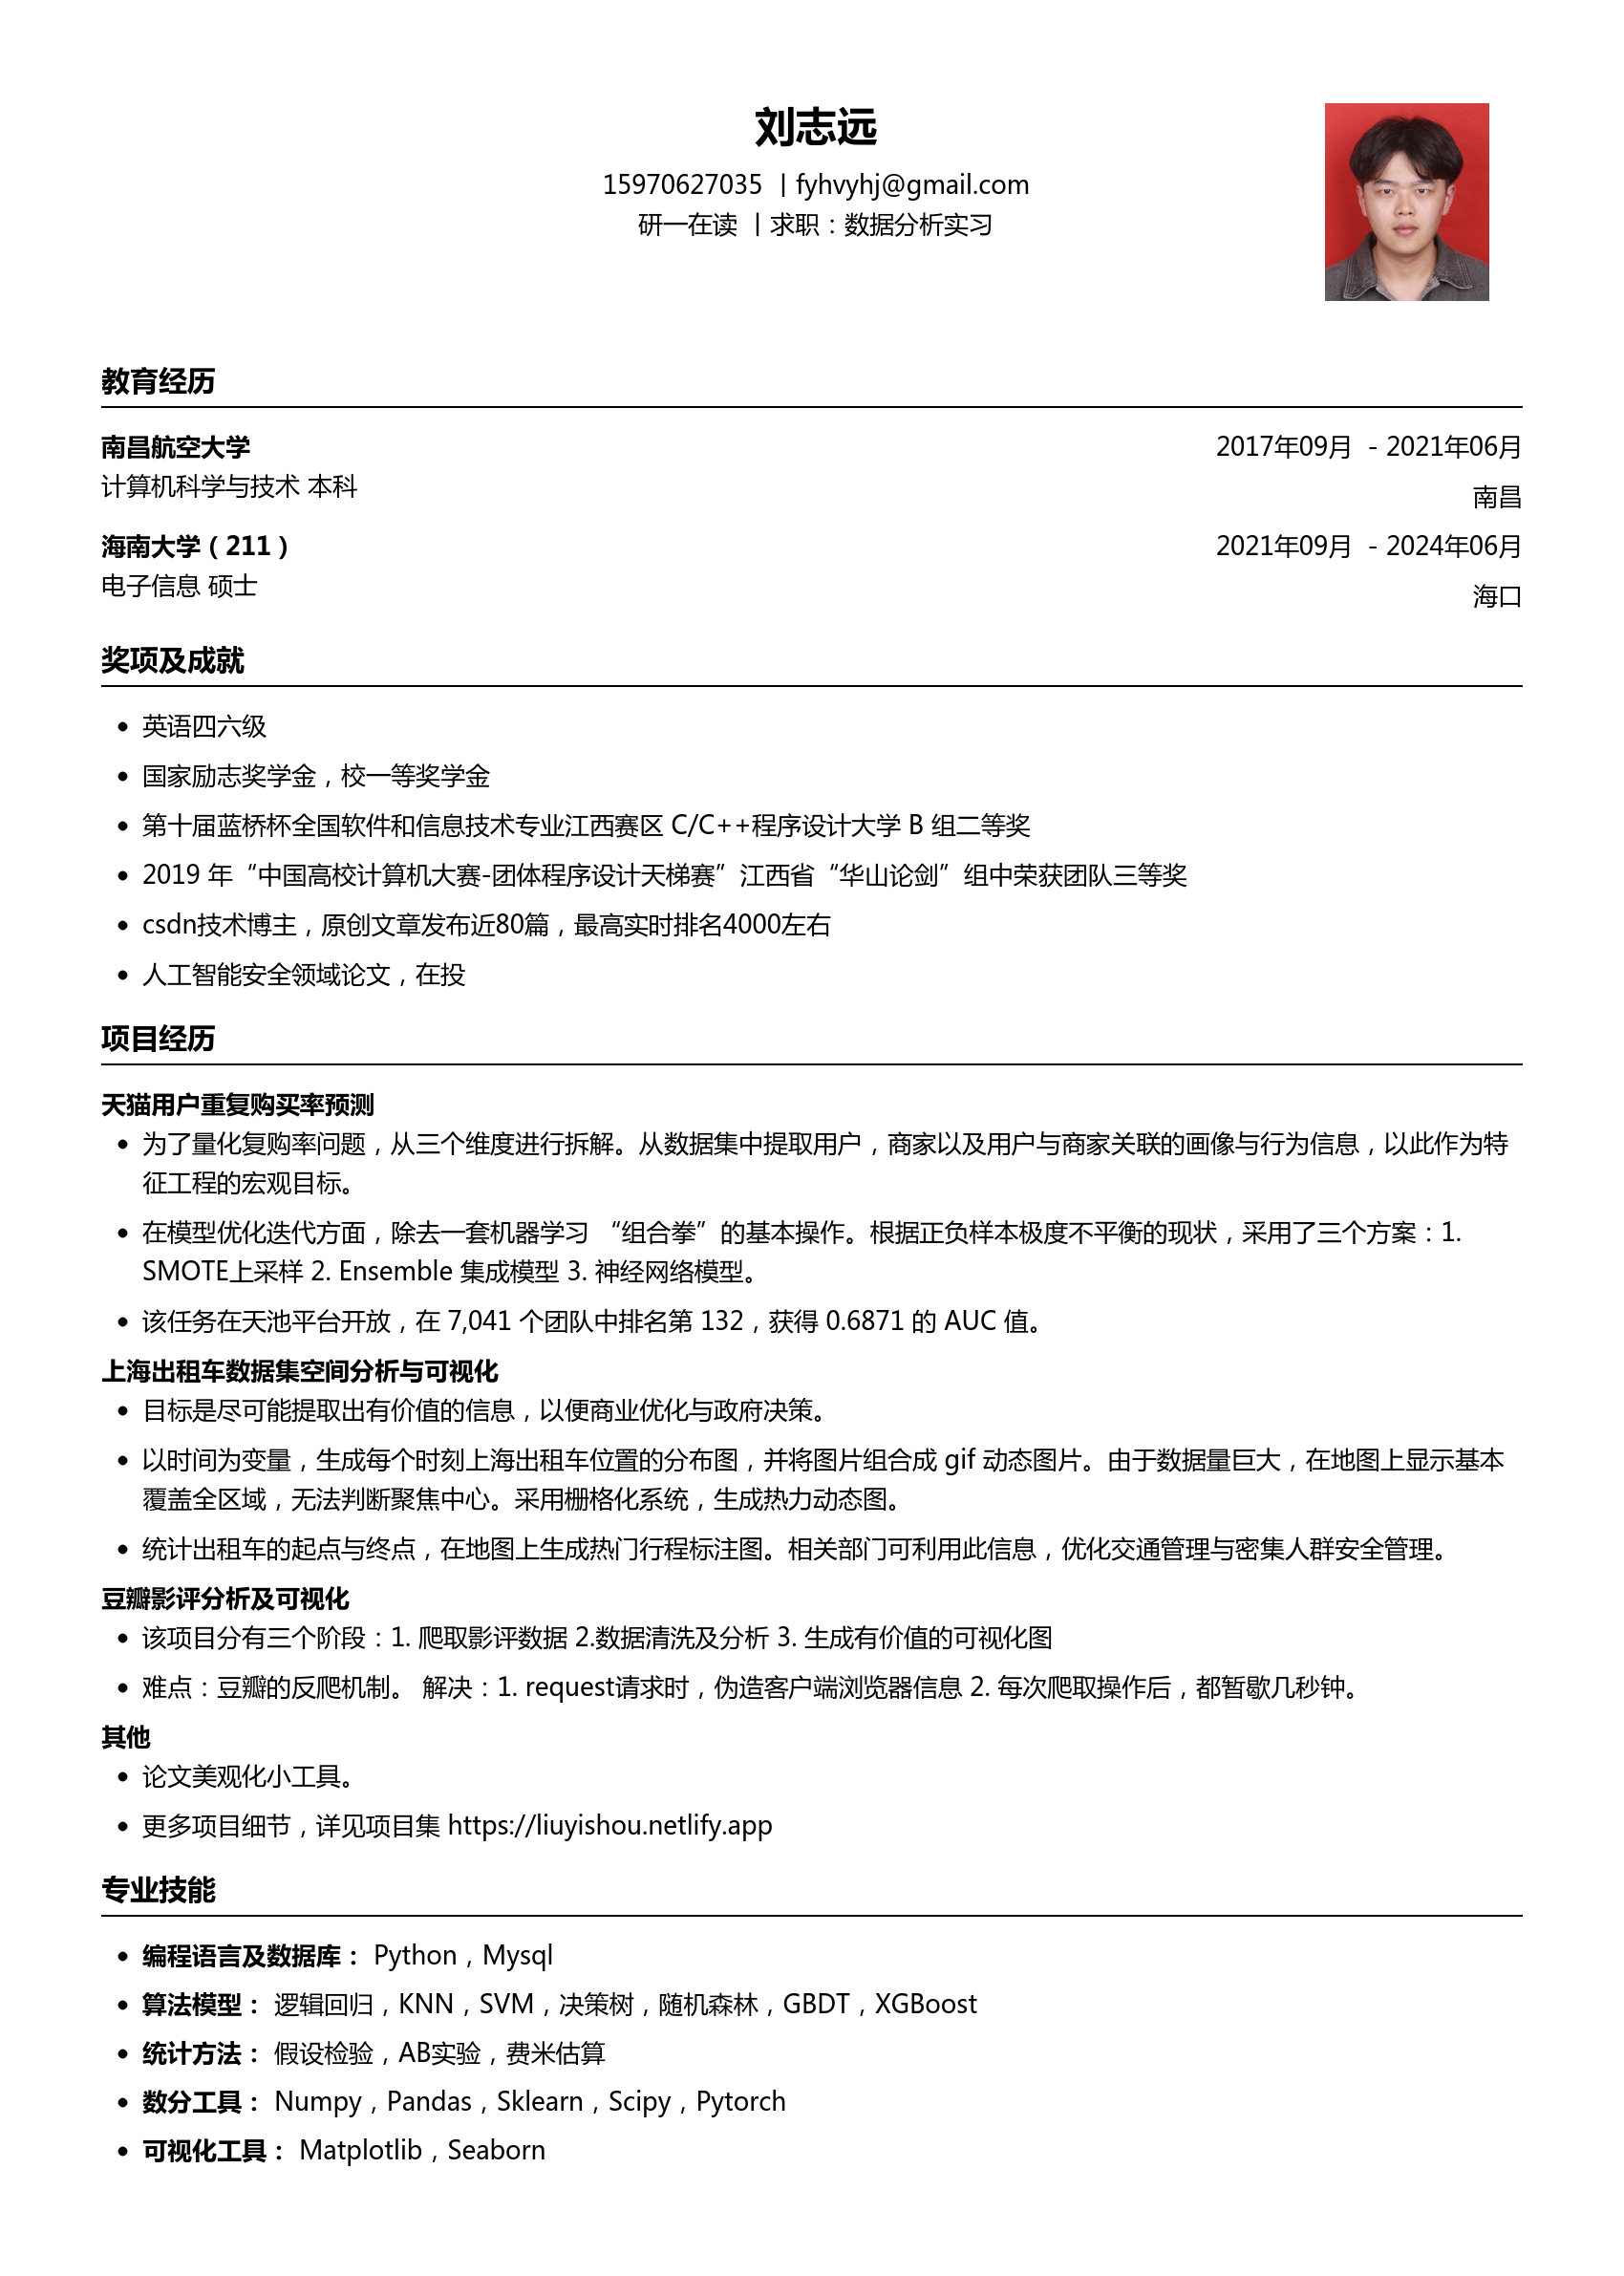 刘志远
15970627035 | fyhvyhj@gmail.com
研一在读 | 求职：数据分析实习
教育经历
南昌航空大学 2017年09月 - 2021年06月
计算机科学与技术 本科
南昌
海南大学（211） 2021年09月 - 2024年06月
电子信息 硕士
海口
奖项及成就
• 英语四六级
• 国家励志奖学金，校一等奖学金
• 第十届蓝桥杯全国软件和信息技术专业江西赛区 C/C++程序设计大学 B 组二等奖
• 2019 年“中国高校计算机大赛-团体程序设计天梯赛”江西省“华山论剑”组中荣获团队三等奖
• csdn技术博主，原创文章发布近80篇，最高实时排名4000左右
• 人工智能安全领域论文，在投
项目经历
天猫用户重复购买率预测
• 为了量化复购率问题，从三个维度进行拆解。从数据集中提取用户，商家以及用户与商家关联的画像与行为信息，以此作为特
征工程的宏观目标。
• 在模型优化迭代方面，除去一套机器学习 “组合拳”的基本操作。根据正负样本极度不平衡的现状，采用了三个方案：1.
SMOTE上采样 2. Ensemble 集成模型 3. 神经网络模型。
• 该任务在天池平台开放，在 7,041 个团队中排名第 132，获得 0.6871 的 AUC 值。
上海出租车数据集空间分析与可视化
• 目标是尽可能提取出有价值的信息，以便商业优化与政府决策。
• 以时间为变量，生成每个时刻上海出租车位置的分布图，并将图片组合成 gif 动态图片。由于数据量巨大，在地图上显示基本
覆盖全区域，无法判断聚焦中心。采用栅格化系统，生成热力动态图。
• 统计出租车的起点与终点，在地图上生成热门行程标注图。相关部门可利用此信息，优化交通管理与密集人群安全管理。
豆瓣影评分析及可视化
• 该项目分有三个阶段：1. 爬取影评数据 2.数据清洗及分析 3. 生成有价值的可视化图
• 难点：豆瓣的反爬机制。 解决：1. request请求时，伪造客户端浏览器信息 2. 每次爬取操作后，都暂歇几秒钟。
其他
• 论文美观化小工具。
• 更多项目细节，详见项目集 https://liuyishou.netlify.app
专业技能
• 编程语言及数据库： Python，Mysql
• 算法模型： 逻辑回归，KNN，SVM，决策树，随机森林，GBDT，XGBoost
• 统计方法： 假设检验，AB实验，费米估算
• 数分工具： Numpy，Pandas，Sklearn，Scipy，Pytorch
• 可视化工具： Matplotlib，Seaborn